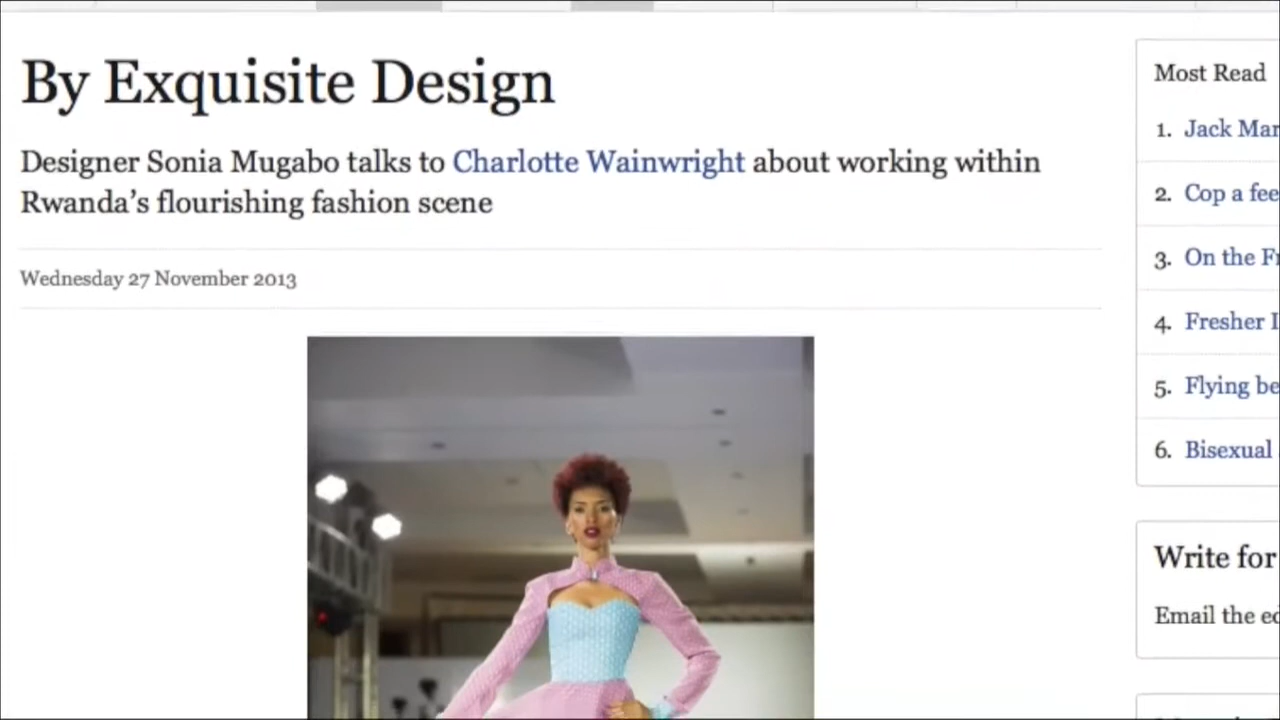 By Exquisite Design
Designer Sonia Mugabo talks to Charlotte Wainwright about working within
Rwanda’s flourishing fashion scene
Wednesday 27 November 2013
Most Read
1. Jack
2. Cop a
3. On the
4. Fresher
5. Flying
6. Bisexual
Write for
Email the